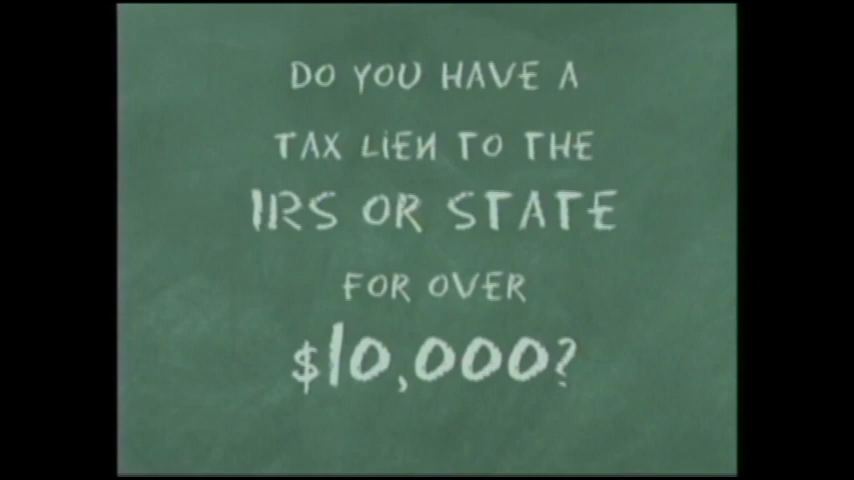 DO YOU HAVE A
TAX LIEN TO THE
IRS OR STATE
FOR OVER
$10,000?